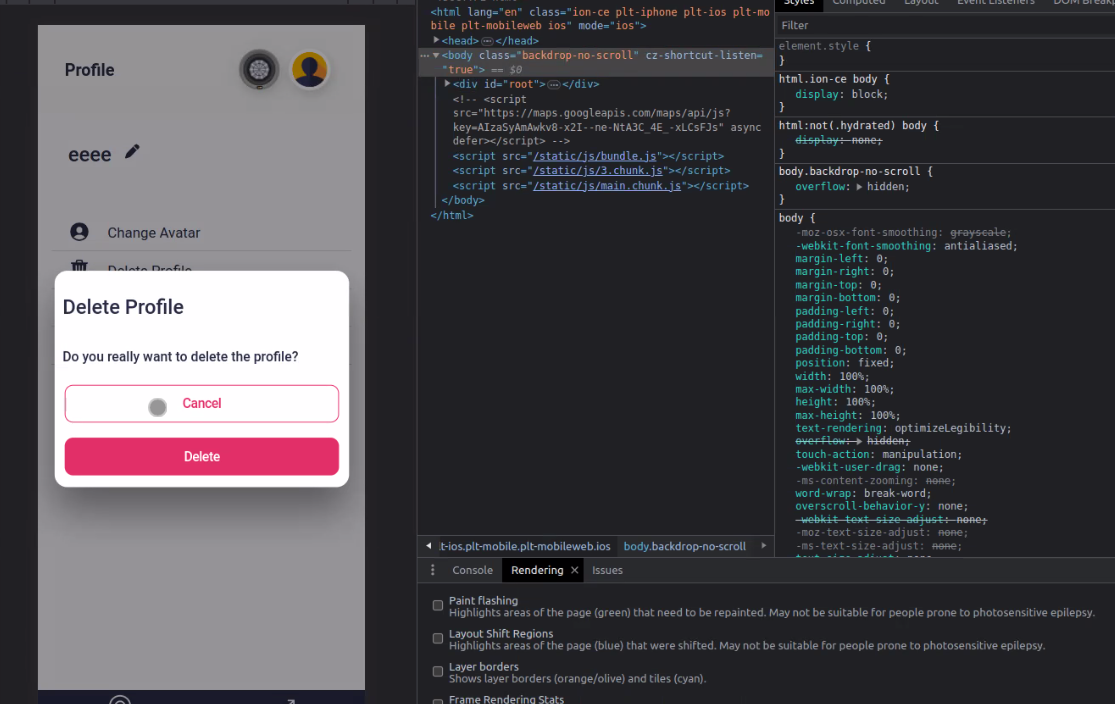 Profile
eeee
Change Avatar
Delete Profile
Delete Profile
Do you really want to delete the profile?
Cancel
Delete
<html lang="en" class="ion-ce plt-iphone plt-ios plt-mo
bile plt-mobileweb ios" mode="ios">
<head>…</head>
<body class="backdrop-no-scroll" cz-shortcut-listen=
"true"> == $0
<div id="root">…</div>
<!-- <script
src="https://maps.googleapis.com/maps/api/js?
key=AIzaSyAmAwkv8-x2I--ne-NtA3C_4E_-xLCsFJs" async
defer></script> -->
<script src="/static/js/bundle.js"></script>
<script src="/static/js/3.chunk.js"></script>
<script src="/static/js/main.chunk.js"></script>
</body>
</html>
lt-ios.plt-mobile.plt-mobileweb.ios body.backdrop-no-scroll
Styles Computed Layout Event Listeners DOM Breakp
Filter
element.style {
}
html.ion-ce body {
display: block;
}
html:not(.hydrated) body {
display: none;
}
body.backdrop-no-scroll {
overflow: hidden;
}
body {
-moz-osx-font-smoothing: grayscale;
-webkit-font-smoothing: antialiased;
margin-left: 0;
margin-right: 0;
margin-top: 0;
margin-bottom: 0;
padding-left: 0;
padding-right: 0;
padding-top: 0;
padding-bottom: 0;
position: fixed;
width: 100%;
max-width: 100%;
height: 100%;
max-height: 100%;
text-rendering: optimizeLegibility;
overflow: hidden;
touch-action: manipulation;
-webkit-user-drag: none;
-ms-content-zooming: none;
word-wrap: break-word;
overscroll-behavior-y: none;
-webkit-text-size-adjust: none;
-moz-text-size-adjust: none;
-ms-text-size-adjust: none;
Console Rendering Issues
Paint flashing
Highlights areas of the page (green) that need to be repainted. May not be suitable for people prone to photosensitive epilepsy.
Layout Shift Regions
Highlights areas of the page (blue) that were shifted. May not be suitable for people prone to photosensitive epilepsy.
Layer borders
Shows layer borders (orange/olive) and tiles (cyan).
Frame Rendering Stats